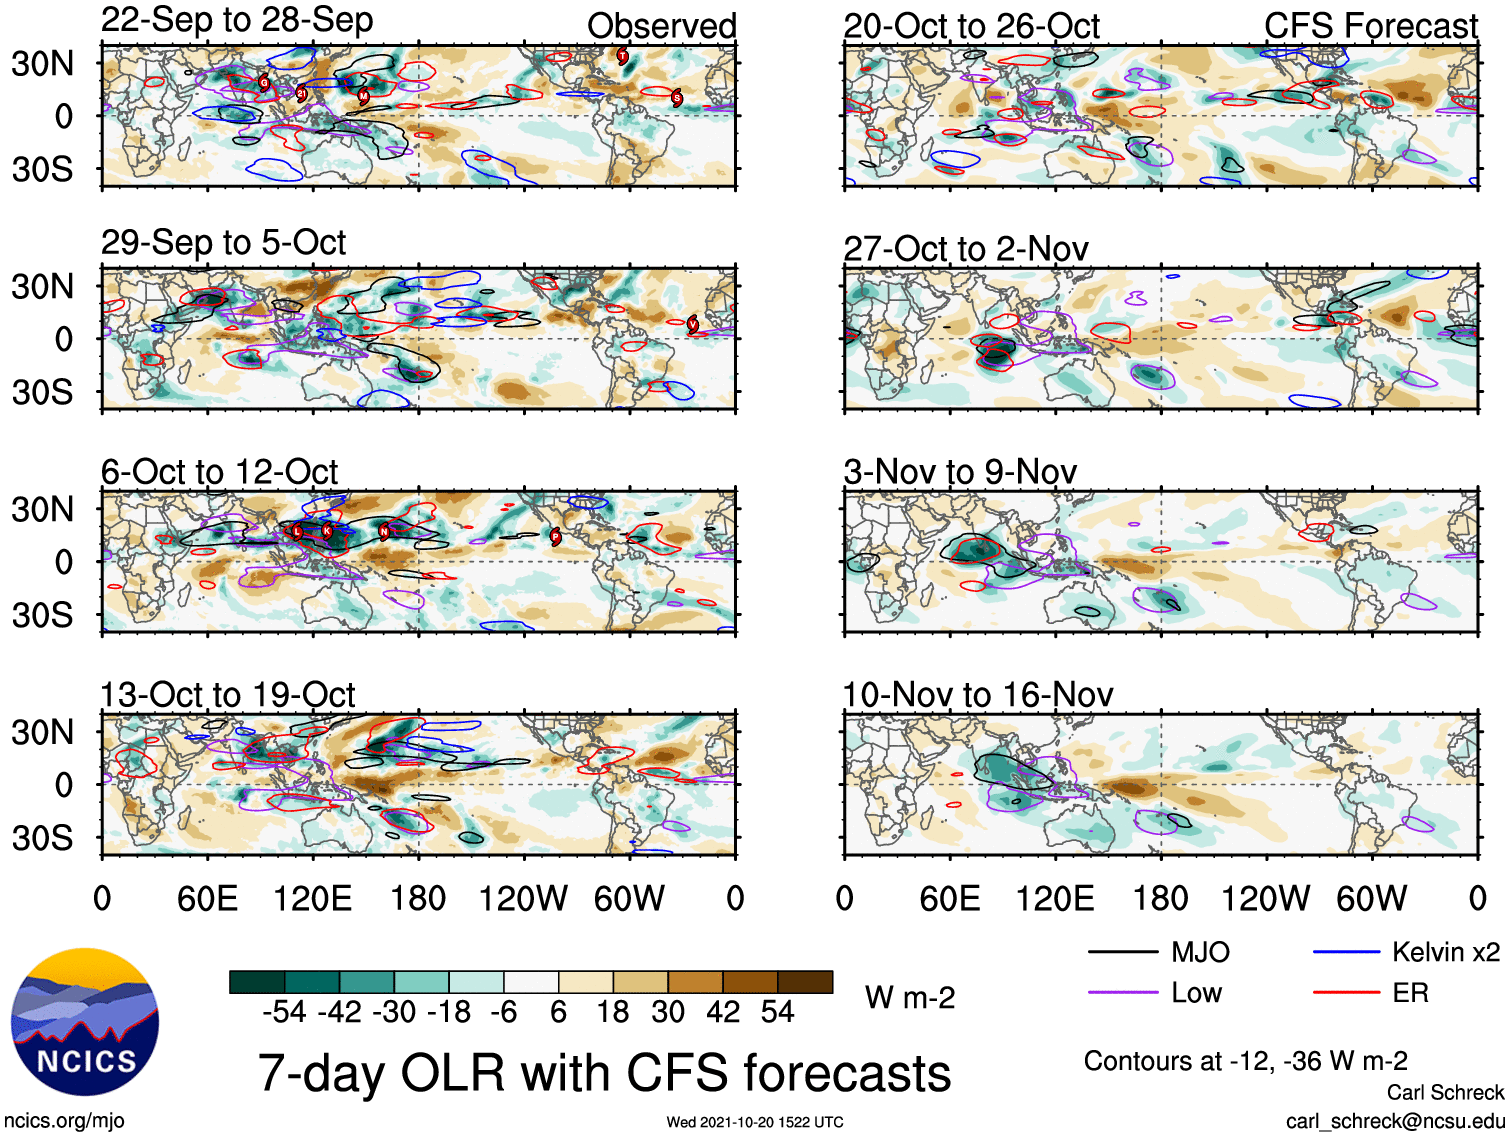 22-Sep to 28-Sep
Observed
20-Oct to 26-Oct
CFS Forecast
30N
0
30S
29-Sep to 5-Oct
27-Oct to 2-Nov
30N
0
30S
6-Oct to 12-Oct
3-Nov to 9-Nov
30N
0
30S
13-Oct to 19-Oct
10-Nov to 16-Nov
30N
0
30S
0 60E 120E 180 120W 60W 0
0 60E 120E 180 120W 60W 0
-54 -42 -30 -18 -6 6 18 30 42 54
W m-2
MJO
Kelvin x2
Low
ER
NCICS
7-day OLR with CFS forecasts
Contours at -12, -36 W m-2
Carl Schreck
ncics.org/mjo
Wed 2021-10-20 1522 UTC
carl_schreck@ncsu.edu